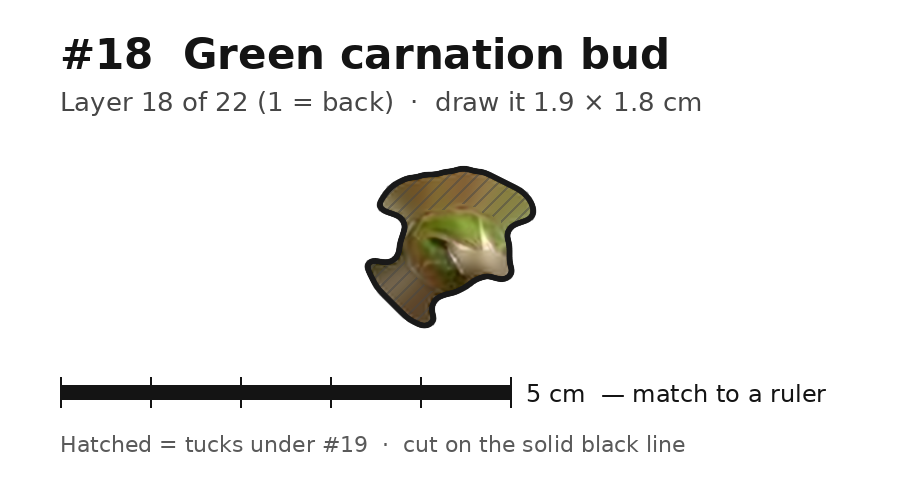 #18 Green carnation bud
Layer 18 of 22 (1 = back) · draw it 1.9 × 1.8 cm
5 cm — match to a ruler
Hatched = tucks under #19 · cut on the solid black line